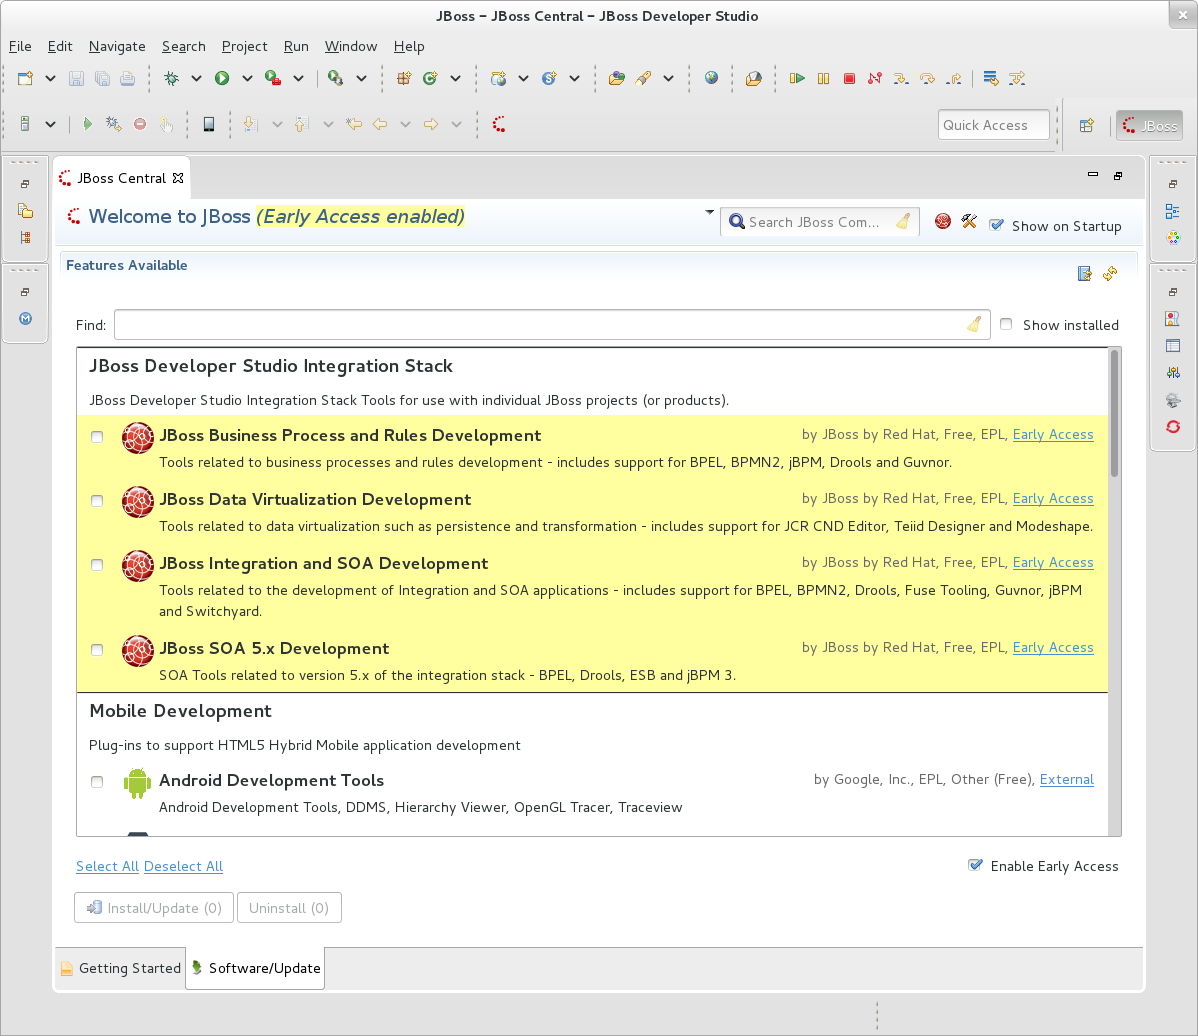 JBoss – JBoss Central – JBoss Developer Studio
File Edit Navigate Search Project Run Window Help
Quick Access
JBoss
JBoss Central
Welcome to JBoss (Early Access enabled)
Search JBoss Com...
Show on Startup
Features Available
Find:
Show installed
JBoss Developer Studio Integration Stack
JBoss Developer Studio Integration Stack Tools for use with individual JBoss projects (or products).
JBoss Business Process and Rules Development
by JBoss by Red Hat, Free, EPL, Early Access
Tools related to business processes and rules development - includes support for BPEL, BPMN2, jBPM, Drools and Guvnor.
JBoss Data Virtualization Development
by JBoss by Red Hat, Free, EPL, Early Access
Tools related to data virtualization such as persistence and transformation - includes support for JCR CND Editor, Teiid Designer and Modeshape.
JBoss Integration and SOA Development
by JBoss by Red Hat, Free, EPL, Early Access
Tools related to the development of Integration and SOA applications - includes support for BPEL, BPMN2, Drools, Fuse Tooling, Guvnor, jBPM
and Switchyard.
JBoss SOA 5.x Development
by JBoss by Red Hat, Free, EPL, Early Access
SOA Tools related to version 5.x of the integration stack - BPEL, Drools, ESB and jBPM 3.
Mobile Development
Plug-ins to support HTML5 Hybrid Mobile application development
Android Development Tools
by Google, Inc., EPL, Other (Free), External
Android Development Tools, DDMS, Hierarchy Viewer, OpenGL Tracer, Traceview
Select All Deselect All
Enable Early Access
Install/Update (0)
Uninstall (0)
Getting Started
Software/Update